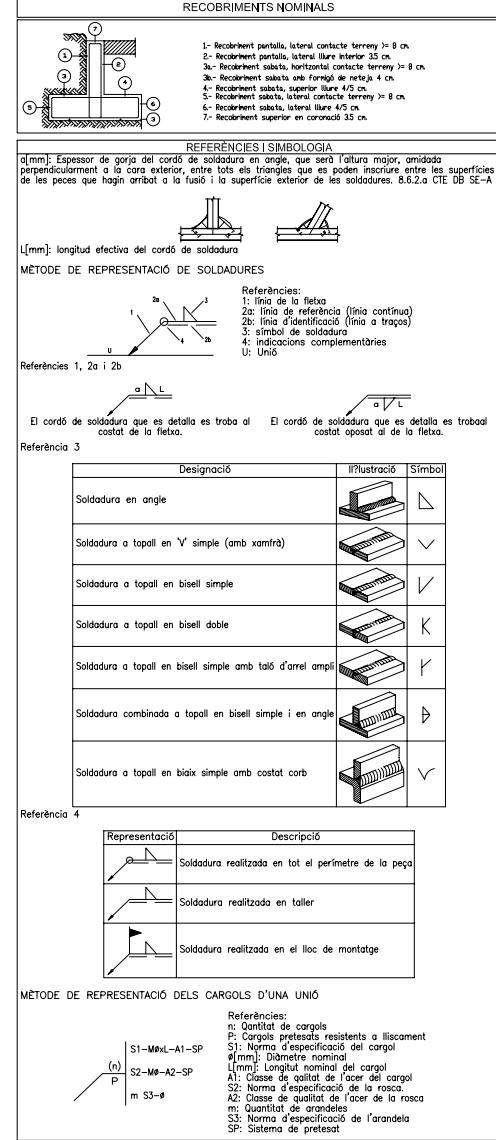 RECOBRIMENTS NOMINALS
7
1
2
3
4
5
6
3
1.- Recobriment pantalla, lateral contacte terreny >= 8 cm.
2.- Recobriment pantalla, lateral lliure interior 3.5 cm.
3a.- Recobriment sabata, horitzontal contacte terreny >= 8 cm.
3b.- Recobriment sabata amb formigó de neteja 4 cm.
4.- Recobriment sabata, superior lliure 4/5 cm.
5.- Recobriment sabata, lateral contacte terreny >= 8 cm.
6.- Recobriment sabata, lateral lliure 4/5 cm.
7.- Recobriment superior en coronació 3.5 cm.
REFERÈNCIES I SIMBOLOGIA
a[mm]: Espessor de gorja del cordó de soldadura en angle, que serà l'altura major, amidada
perpendicularment a la cara exterior, entre tots els triangles que es poden inscriure entre les superfícies
de les peces que hagin arribat a la fusió i la superfície exterior de les soldadures. 8.6.2.a CTE DB SE-A
L[mm]: longitud efectiva del cordó de soldadura
MÈTODE DE REPRESENTACIÓ DE SOLDADURES
1
2a
3
4
2b
U
Referències:
1: línia de la fletxa
2a: línia de referència (línia contínua)
2b: línia d'identificació (línia a traços)
3: símbol de soldadura
4: indicacions complementàries
U: Unió
Referències 1, 2a i 2b
a L
El cordó de soldadura que es detalla es troba al
costat de la fletxa.
a L
El cordó de soldadura que es detalla es trobaal
costat oposat al de la fletxa.
Referència 3
Designació Il?lustració Símbol
Soldadura en angle
Soldadura a topall en 'V' simple (amb xamfrà)
Soldadura a topall en bisell simple
Soldadura a topall en bisell doble
Soldadura a topall en bisell simple amb taló d'arrel ampli
Soldadura combinada a topall en bisell simple i en angle
Soldadura a topall en biaix simple amb costat corb
Referència 4
Representació Descripció
Soldadura realitzada en tot el perímetre de la peça
Soldadura realitzada en taller
Soldadura realitzada en el lloc de montatge
MÈTODE DE REPRESENTACIÓ DELS CARGOLS D'UNA UNIÓ
(n)
P
S1-MøxL-A1-SP
S2-Mø-A2-SP
m S3-ø
Referències:
n: Qantitat de cargols
P: Cargols pretesats resistents a lliscament
S1: Norma d'especificació del cargol
ø[mm]: Diàmetre nominal
L[mm]: Longitut nominal del cargol
A1: Classe de qalitat de l'acer del cargol
S2: Norma d'especificació de la rosca.
A2: Classe de qualitat de l'acer de la rosca
m: Quantitat de arandeles
S3: Norma d'especificació de l'arandela
SP: Sistema de pretesat